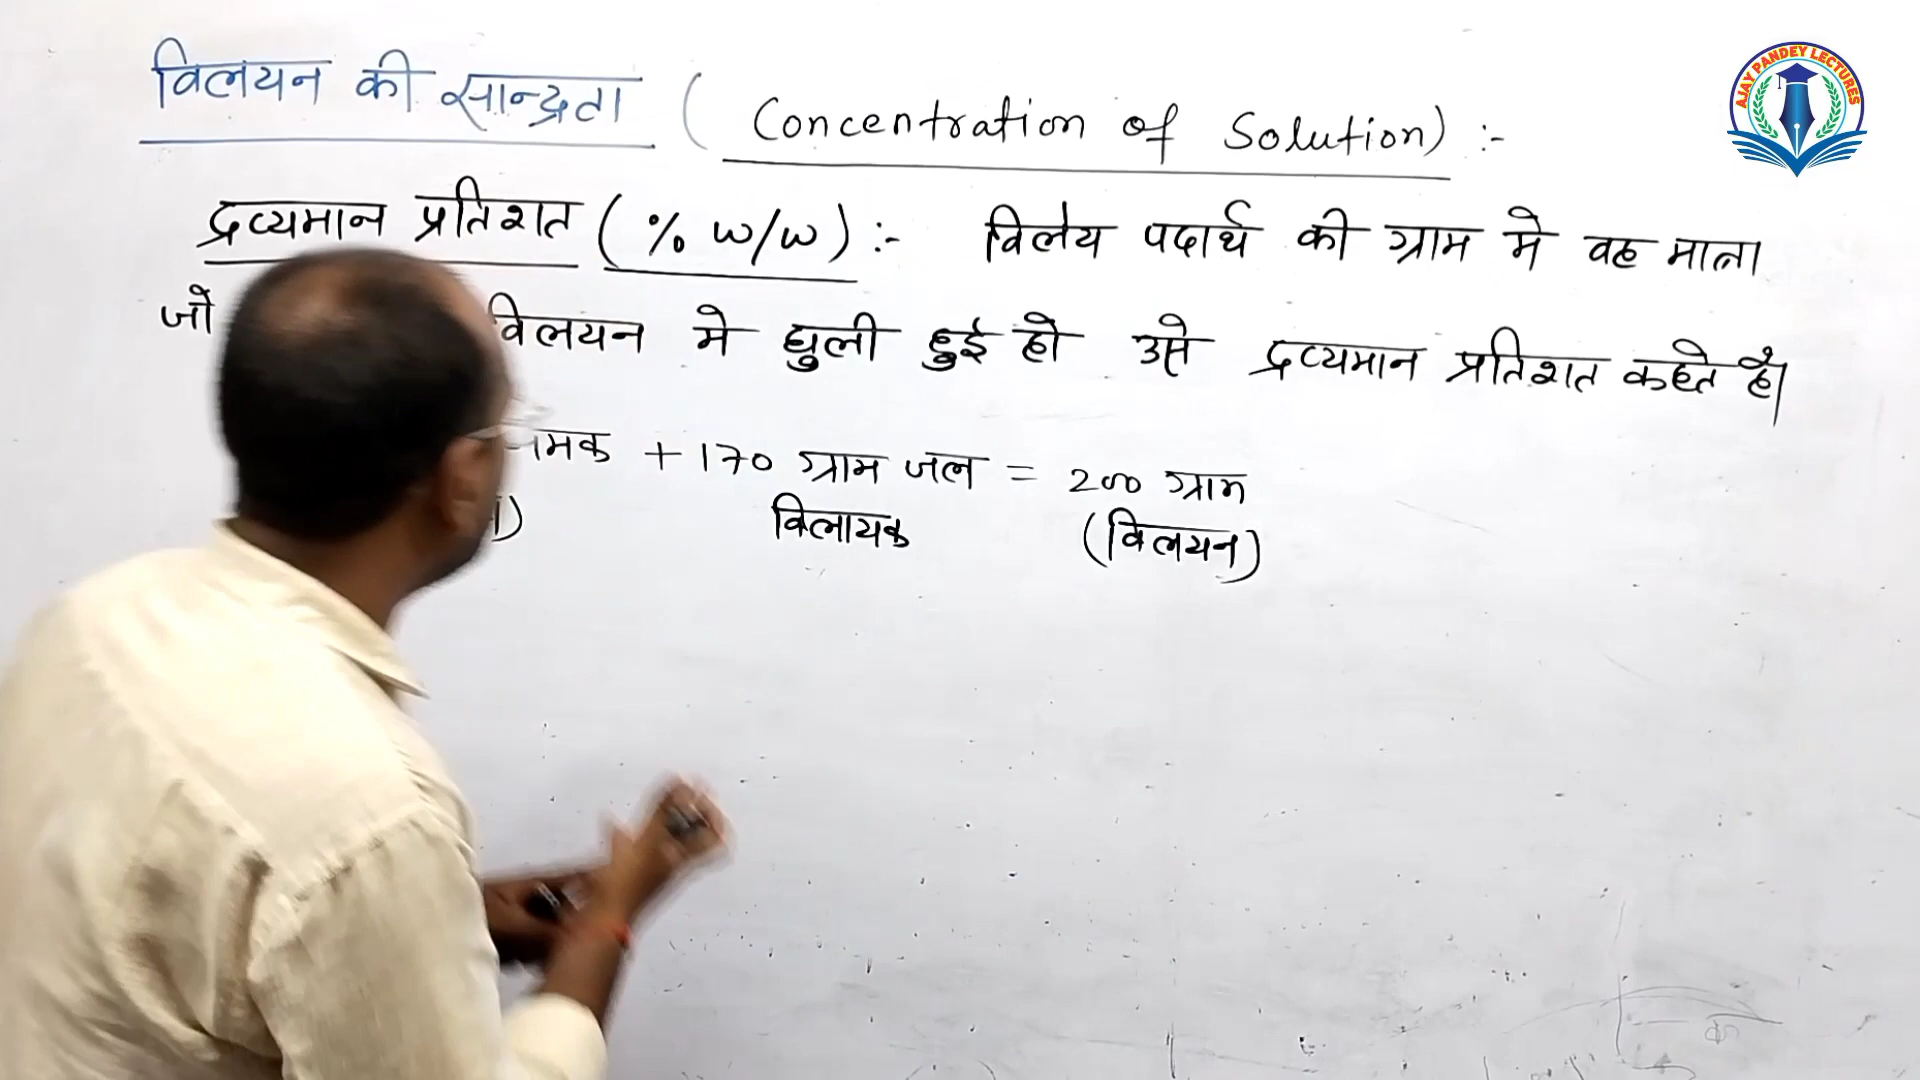 विलयन की सान्द्रता ( Concentration of Solution) :-
द्रव्यमान प्रतिशत ( % w/w ) :- विलेय पदार्थ की ग्राम मे वह मात्रा
जो विलयन मे घुली हुई हो उसे द्रव्यमान प्रतिशत कहते है।
नमक + 170 ग्राम जल = 200 ग्राम
विलायक (विलयन)
AJAY PANDEY LECTURES